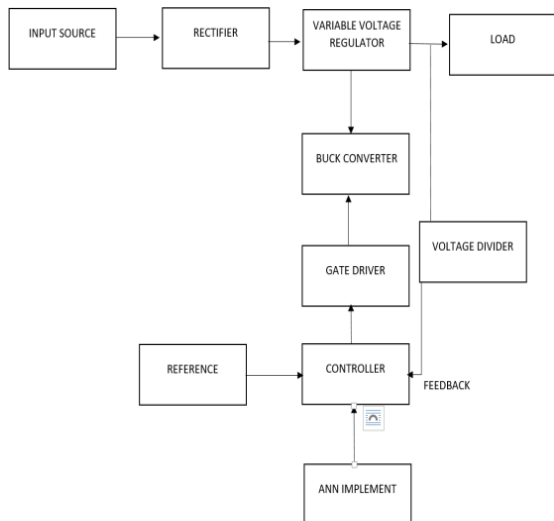 INPUT SOURCE
RECTIFIER
VARIABLE VOLTAGE
REGULATOR
LOAD
BUCK CONVERTER
GATE DRIVER
VOLTAGE DIVIDER
REFERENCE
CONTROLLER
FEEDBACK
ANN IMPLEMENT